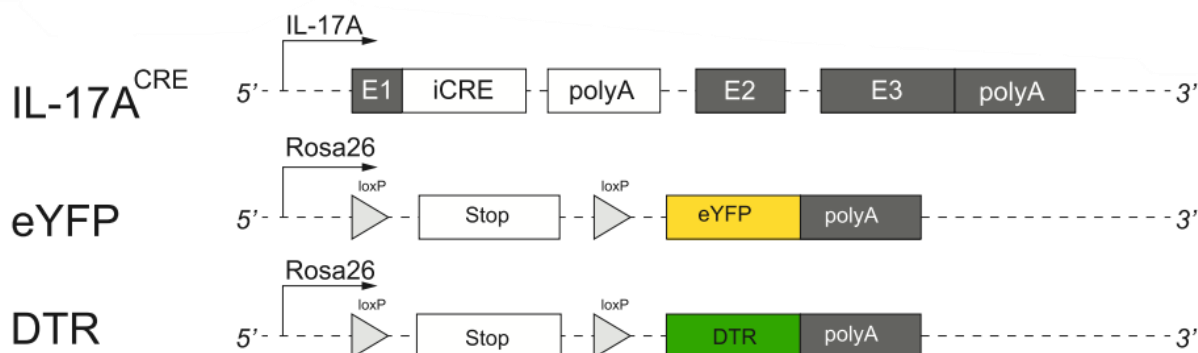 IL-17A
IL-17A^CRE 5' E1 iCRE polyA E2 E3 polyA 3'
Rosa26
loxP loxP
eYFP 5' Stop eYFP polyA 3'
Rosa26
loxP loxP
DTR 5' Stop DTR polyA 3'